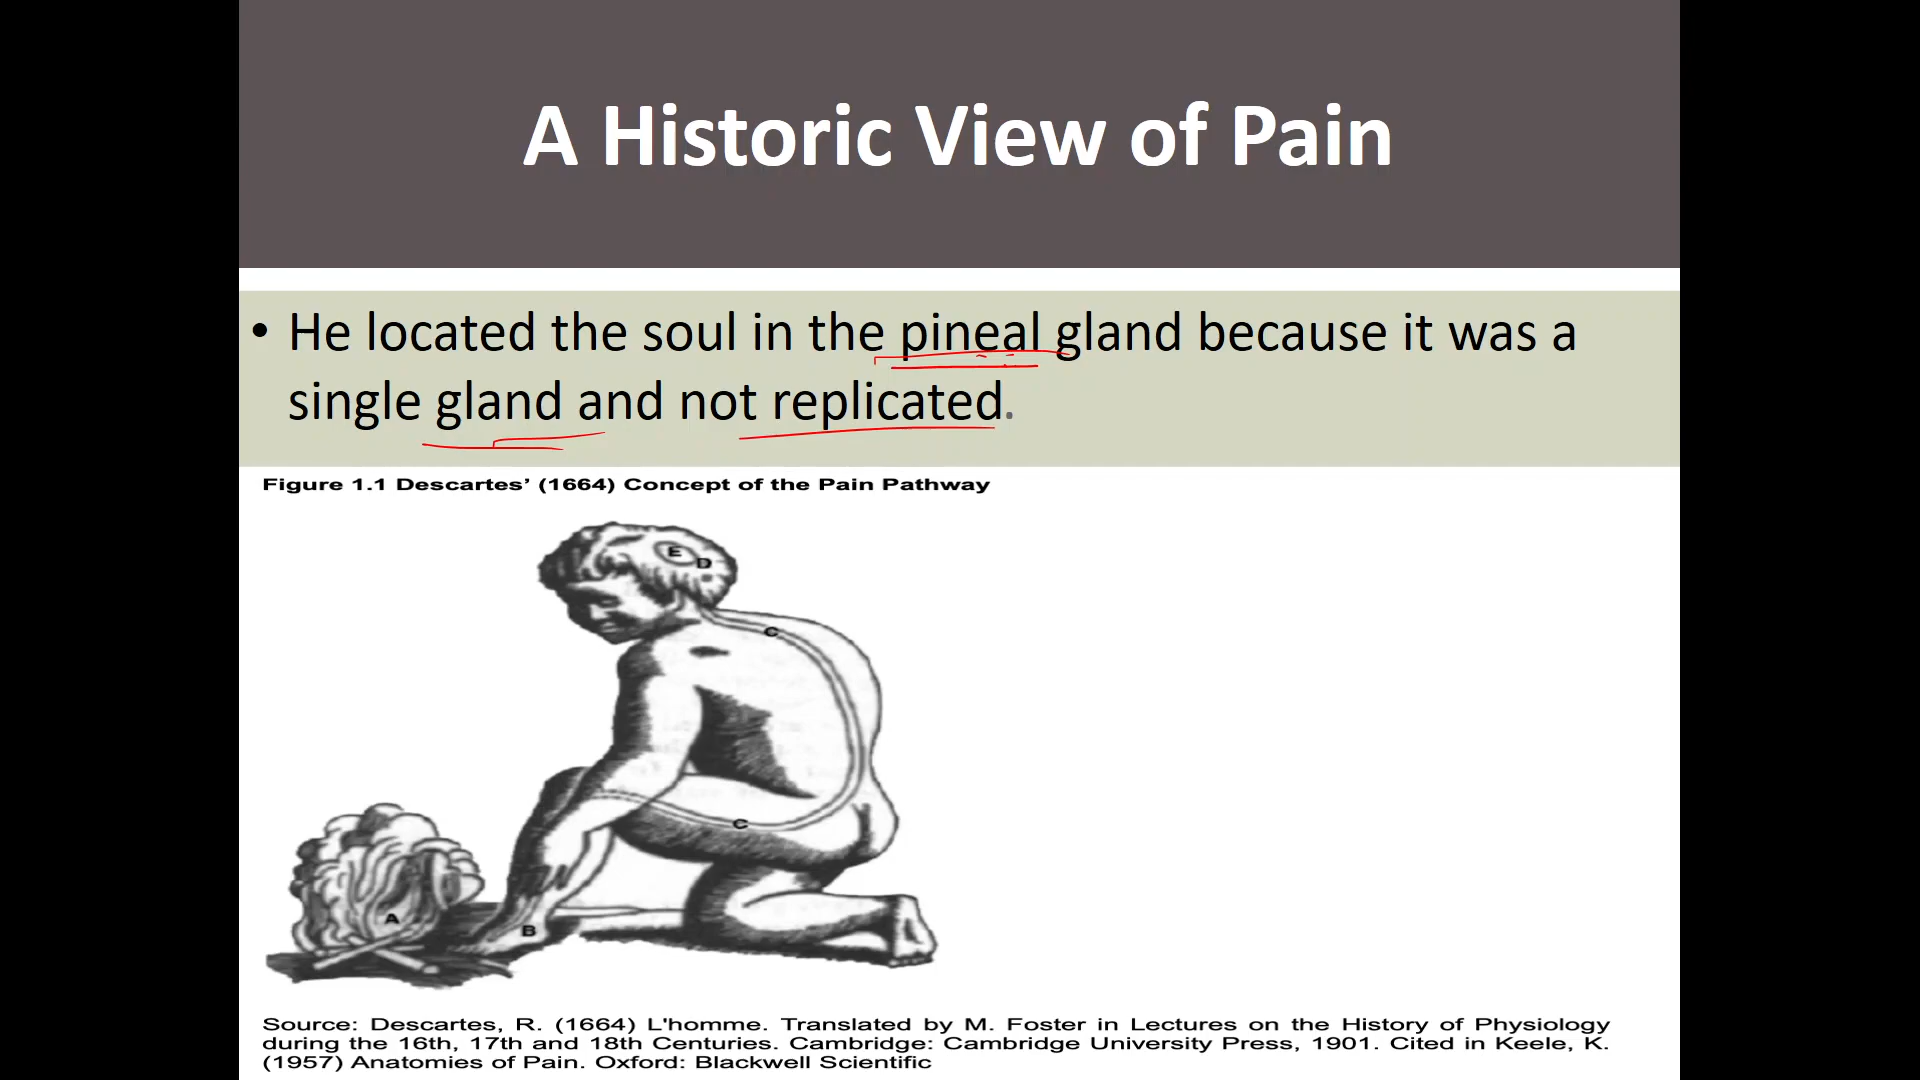 A Historic View of Pain
• He located the soul in the pineal gland because it was a
single gland and not replicated.
Figure 1.1 Descartes’ (1664) Concept of the Pain Pathway
E
D
C
C
A
B
Source: Descartes, R. (1664) L'homme. Translated by M. Foster in Lectures on the History of Physiology
during the 16th, 17th and 18th Centuries. Cambridge: Cambridge University Press, 1901. Cited in Keele, K.
(1957) Anatomies of Pain. Oxford: Blackwell Scientific